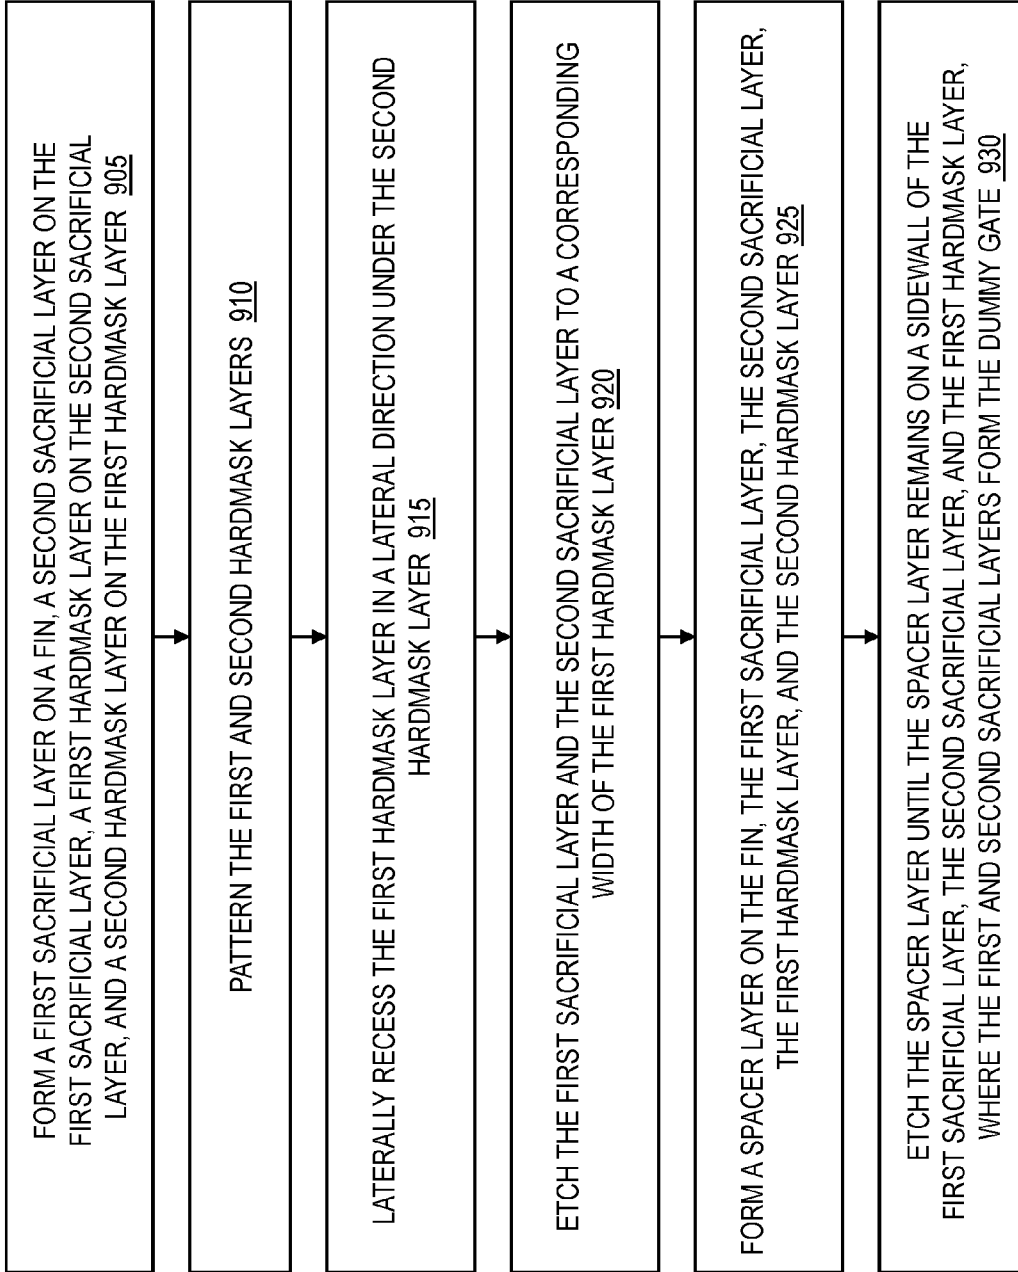 FORM A FIRST SACRIFICIAL LAYER ON A FIN, A SECOND SACRIFICIAL LAYER ON THE
FIRST SACRIFICIAL LAYER, A FIRST HARDMASK LAYER ON THE SECOND SACRIFICIAL
LAYER, AND A SECOND HARDMASK LAYER ON THE FIRST HARDMASK LAYER 905
PATTERN THE FIRST AND SECOND HARDMASK LAYERS 910
LATERALLY RECESS THE FIRST HARDMASK LAYER IN A LATERAL DIRECTION UNDER THE SECOND
HARDMASK LAYER 915
ETCH THE FIRST SACRIFICIAL LAYER AND THE SECOND SACRIFICIAL LAYER TO A CORRESPONDING
WIDTH OF THE FIRST HARDMASK LAYER 920
FORM A SPACER LAYER ON THE FIN, THE FIRST SACRIFICIAL LAYER, THE SECOND SACRIFICIAL LAYER,
THE FIRST HARDMASK LAYER, AND THE SECOND HARDMASK LAYER 925
ETCH THE SPACER LAYER UNTIL THE SPACER LAYER REMAINS ON A SIDEWALL OF THE
FIRST SACRIFICIAL LAYER, THE SECOND SACRIFICIAL LAYER, AND THE FIRST HARDMASK LAYER,
WHERE THE FIRST AND SECOND SACRIFICIAL LAYERS FORM THE DUMMY GATE 930